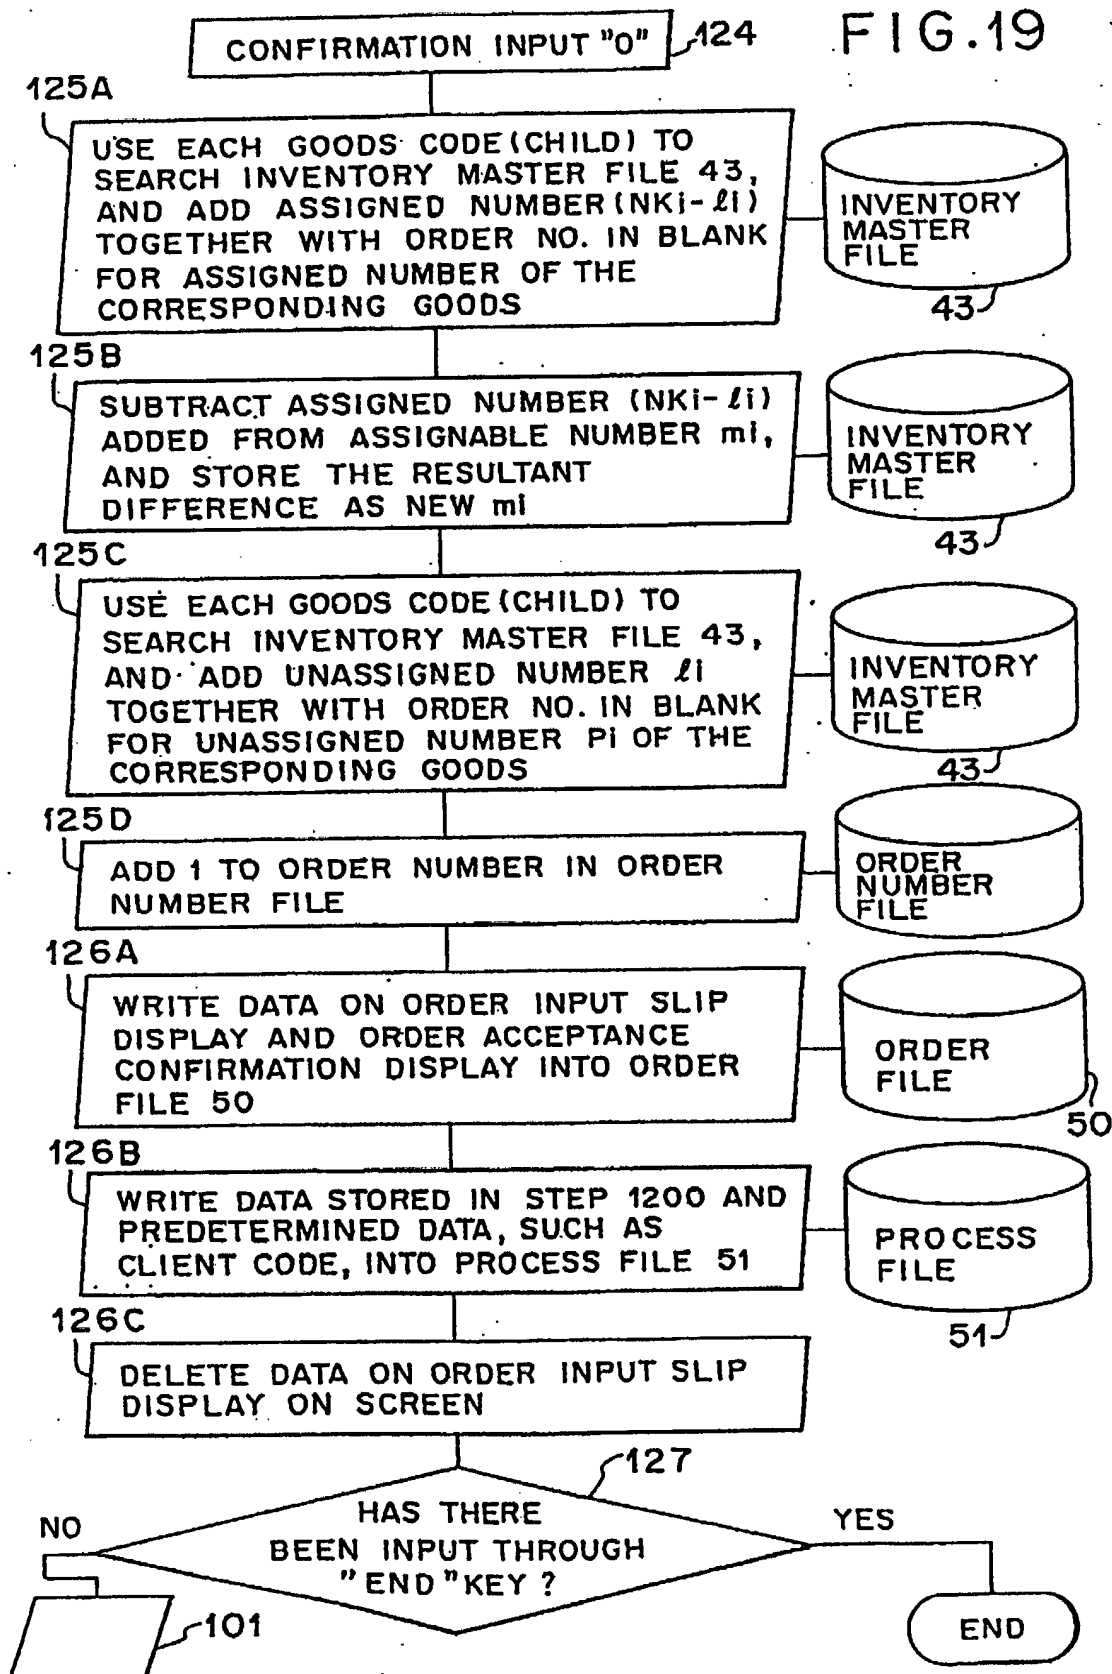 FIG.19
CONFIRMATION INPUT "0"
124
125A
USE EACH GOODS CODE (CHILD) TO
SEARCH INVENTORY MASTER FILE 43,
AND ADD ASSIGNED NUMBER (NKi-ℓi)
TOGETHER WITH ORDER NO. IN BLANK
FOR ASSIGNED NUMBER OF THE
CORRESPONDING GOODS
INVENTORY
MASTER
FILE
43
125B
SUBTRACT ASSIGNED NUMBER (NKi-ℓi)
ADDED FROM ASSIGNABLE NUMBER mi,
AND STORE THE RESULTANT
DIFFERENCE AS NEW mi
INVENTORY
MASTER
FILE
43
125C
USE EACH GOODS CODE (CHILD) TO
SEARCH INVENTORY MASTER FILE 43,
AND ADD UNASSIGNED NUMBER ℓi
TOGETHER WITH ORDER NO. IN BLANK
FOR UNASSIGNED NUMBER Pi OF THE
CORRESPONDING GOODS
INVENTORY
MASTER
FILE
43
125D
ADD 1 TO ORDER NUMBER IN ORDER
NUMBER FILE
ORDER
NUMBER
FILE
126A
WRITE DATA ON ORDER INPUT SLIP
DISPLAY AND ORDER ACCEPTANCE
CONFIRMATION DISPLAY INTO ORDER
FILE 50
ORDER
FILE
50
126B
WRITE DATA STORED IN STEP 1200 AND
PREDETERMINED DATA, SUCH AS
CLIENT CODE, INTO PROCESS FILE 51
PROCESS
FILE
51
126C
DELETE DATA ON ORDER INPUT SLIP
DISPLAY ON SCREEN
127
HAS THERE
BEEN INPUT THROUGH
"END" KEY?
NO
YES
101
END